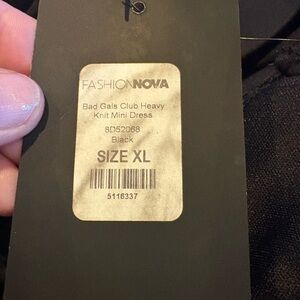 FASHIONNOVA
Bad Gals Club Heavy
Knit Mini Dress
8D52068
Black
SIZE XL
5116337